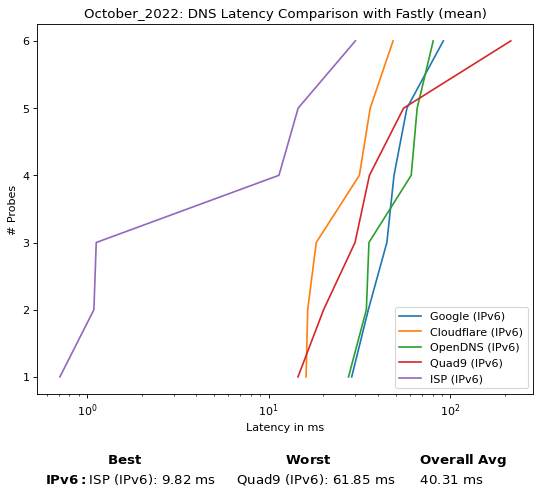 October_2022: DNS Latency Comparison with Fastly (mean)
6
5
4
3
2
1
# Probes
10^0
10^1
10^2
Latency in ms
Google (IPv6)
Cloudflare (IPv6)
OpenDNS (IPv6)
Quad9 (IPv6)
ISP (IPv6)
Best Worst Overall Avg
IPv6: ISP (IPv6): 9.82 ms Quad9 (IPv6): 61.85 ms 40.31 ms